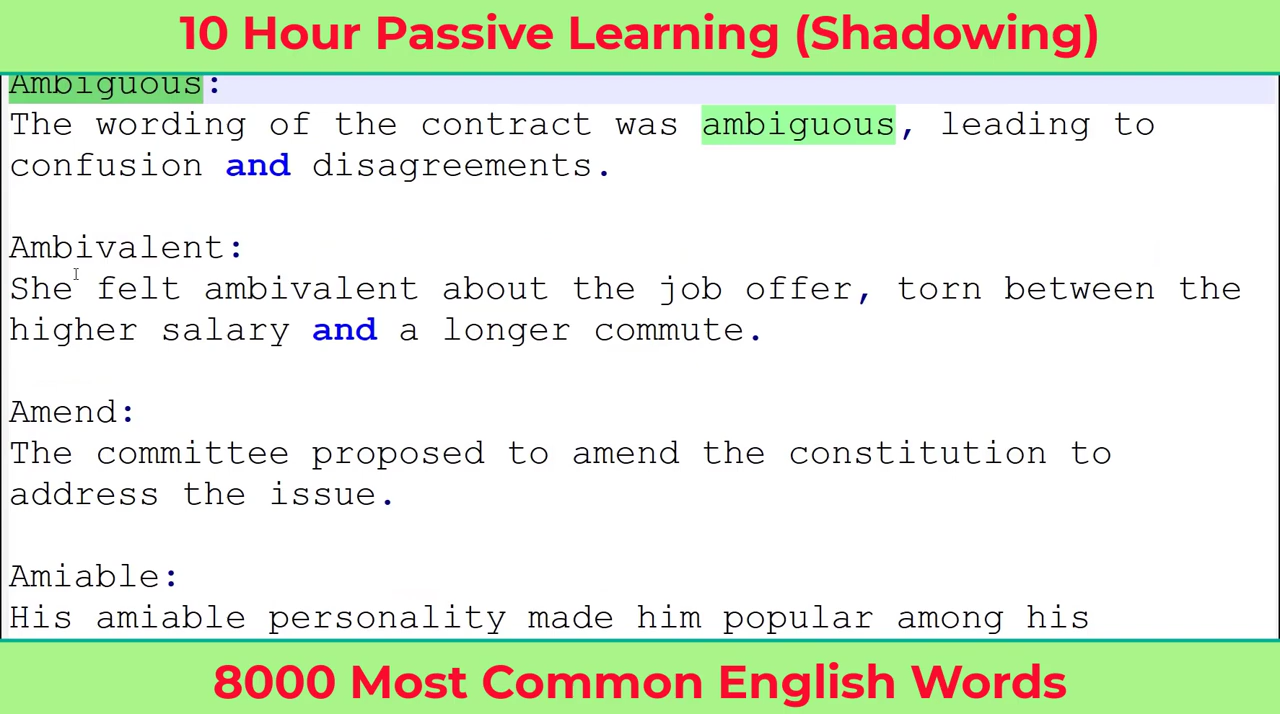 10 Hour Passive Learning (Shadowing)
Ambiguous:
The wording of the contract was ambiguous, leading to
confusion and disagreements.
Ambivalent:
She felt ambivalent about the job offer, torn between the
higher salary and a longer commute.
Amend:
The committee proposed to amend the constitution to
address the issue.
Amiable:
His amiable personality made him popular among his
8000 Most Common English Words